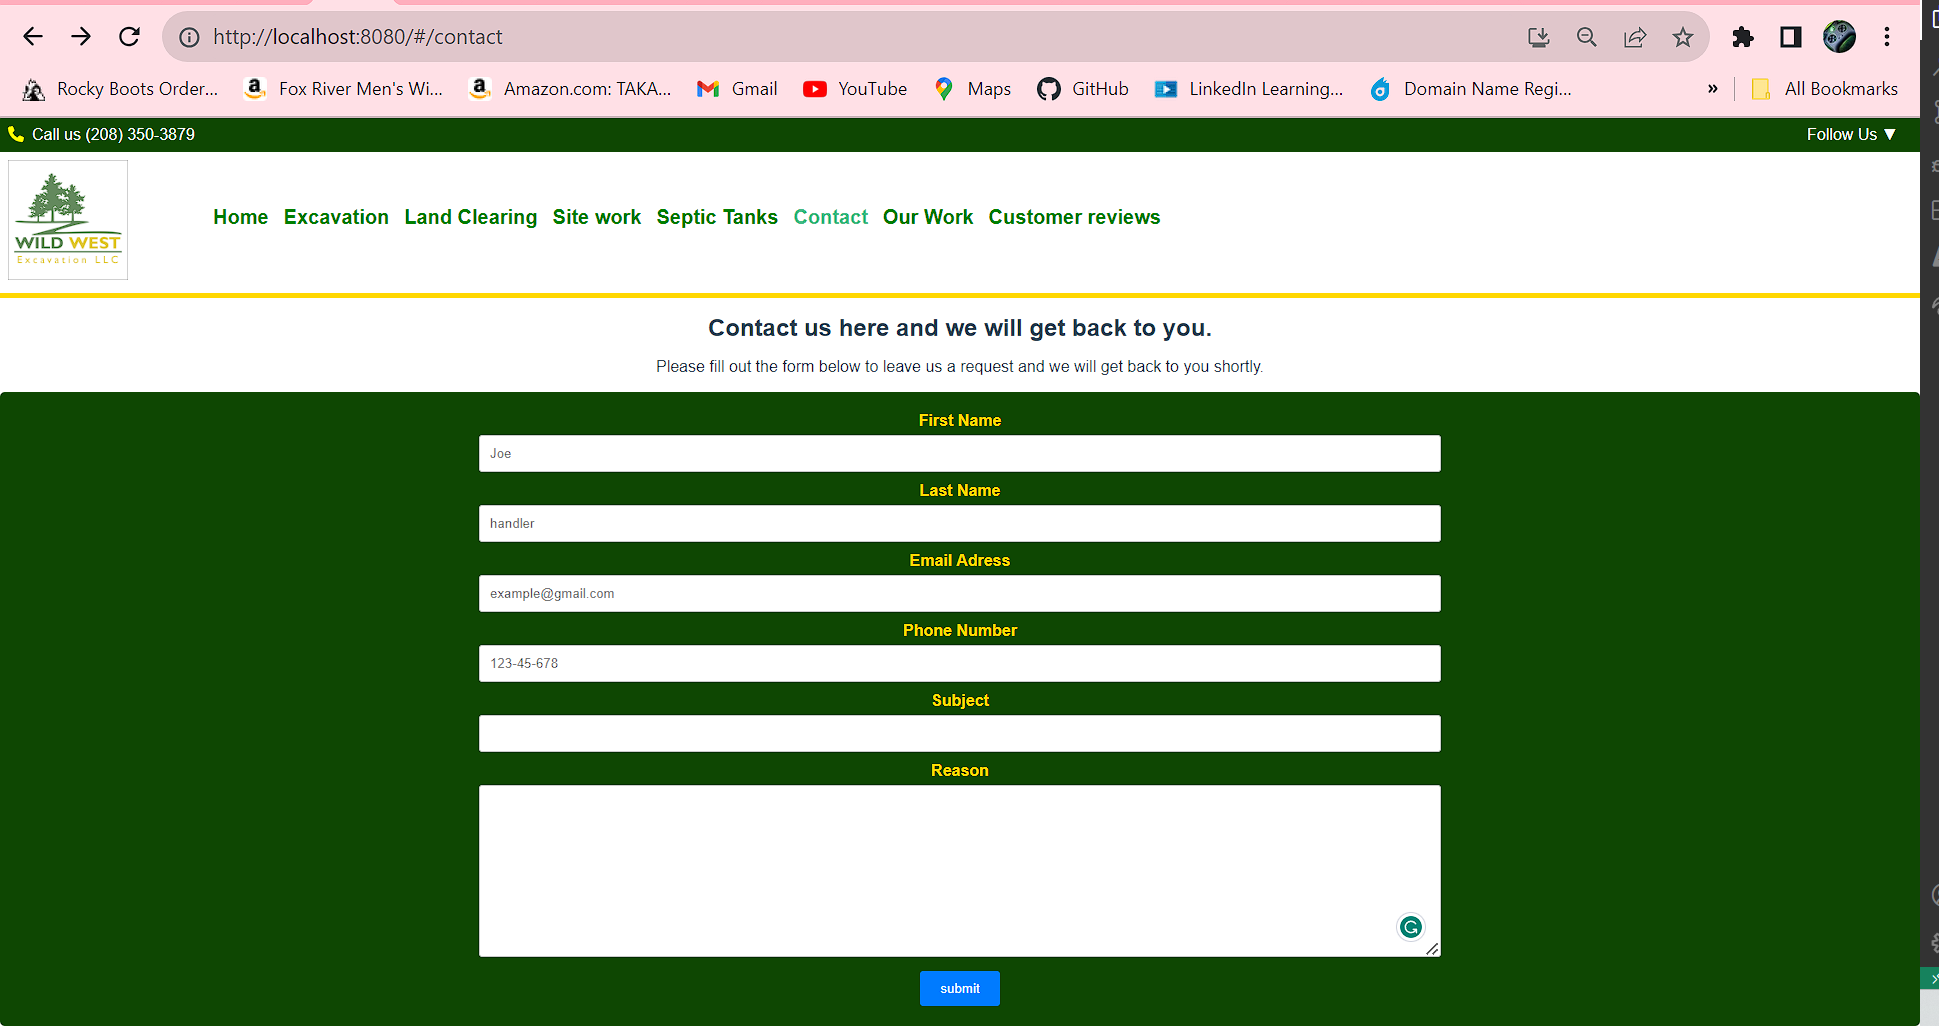 http://localhost:8080/#/contact
Rocky Boots Order... Fox River Men's Wi... Amazon.com: TAKA... Gmail YouTube Maps GitHub LinkedIn Learning... Domain Name Regi... » All Bookmarks
Call us (208) 350-3879 Follow Us ▼
WILD WEST
Excavation LLC
Home Excavation Land Clearing Site work Septic Tanks Contact Our Work Customer reviews
Contact us here and we will get back to you.
Please fill out the form below to leave us a request and we will get back to you shortly.
First Name
Joe
Last Name
handler
Email Adress
example@gmail.com
Phone Number
123-45-678
Subject
Reason
submit